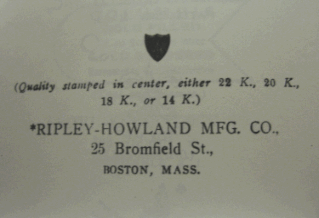 (Quality stamped in center, either 22 K., 20 K.,
18 K., or 14 K.)
*RIPLEY-HOWLAND MFG. CO.,
25 Bromfield St.,
BOSTON, MASS.